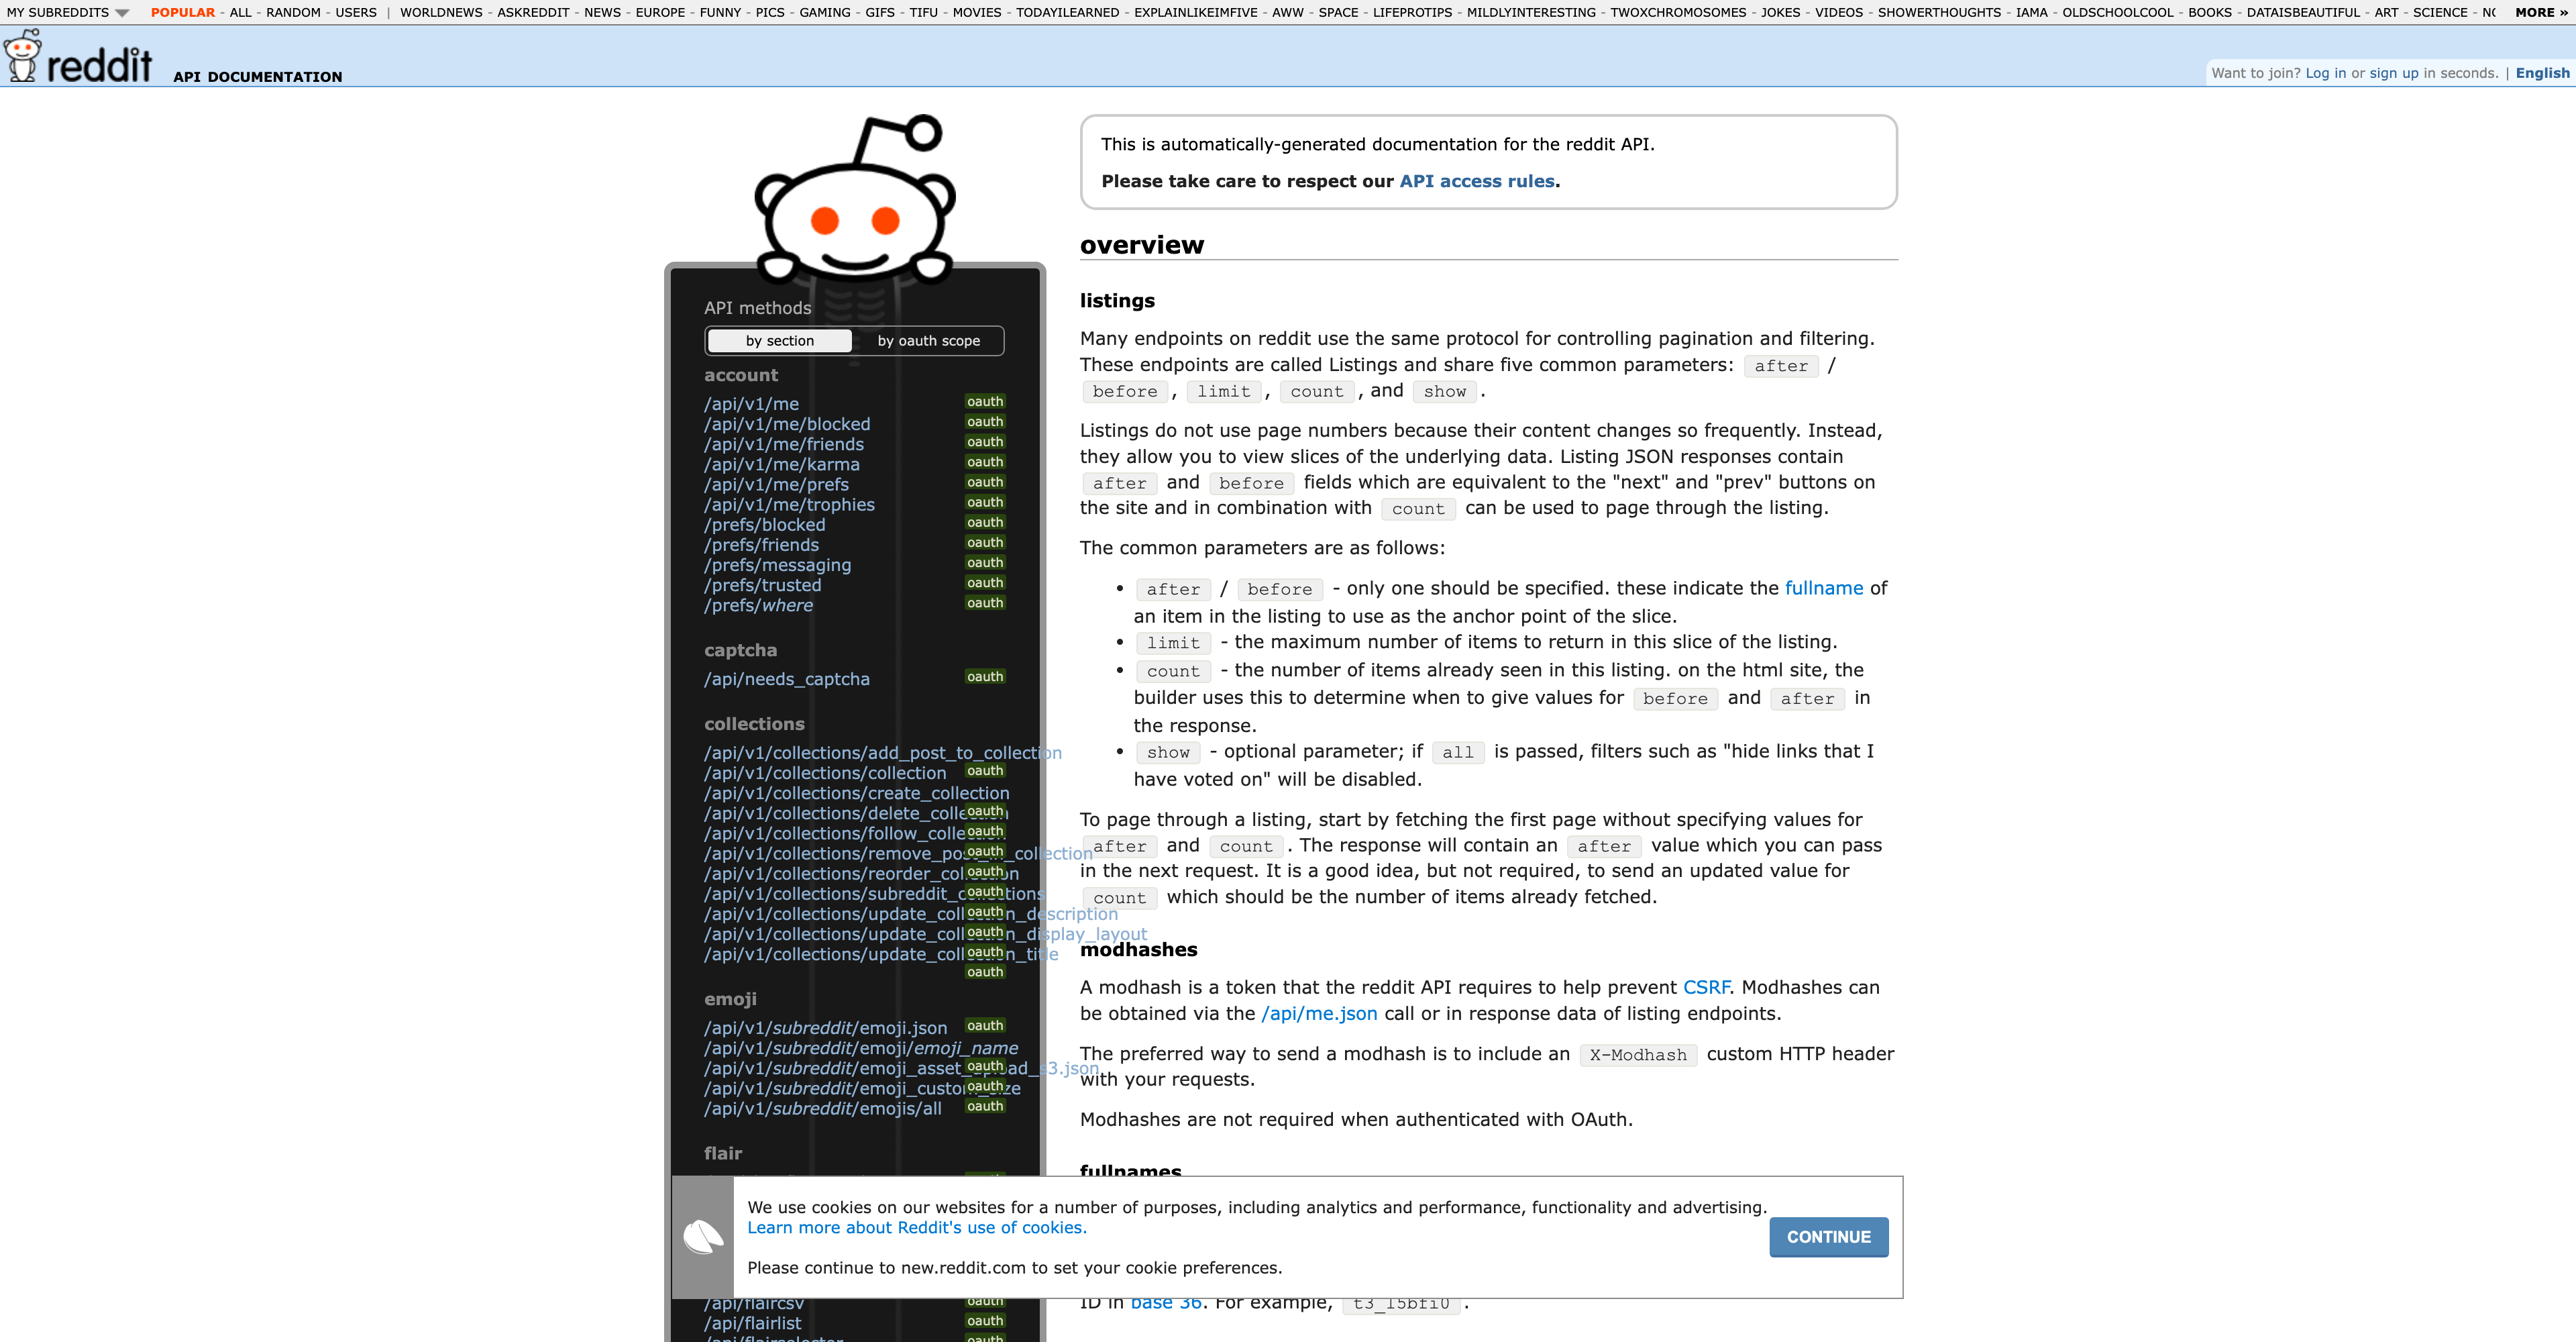 MY SUBREDDITS POPULAR - ALL - RANDOM - USERS | WORLDNEWS - ASKREDDIT - NEWS - EUROPE - FUNNY - PICS - GAMING - GIFS - TIFU - MOVIES - TODAYILEARNED - EXPLAINLIKEIMFIVE - AWW - SPACE - LIFEPROTIPS - MILDLYINTERESTING - TWOXCHROMOSOMES - JOKES - VIDEOS - SHOWERTHOUGHTS - IAMA - OLDSCHOOLCOOL - BOOKS - DATAISBEAUTIFUL - ART - SCIENCE - MORE »
reddit API DOCUMENTATION
Want to join? Log in or sign up in seconds. | English
API methods
by section by oauth scope
account
/api/v1/me oauth
/api/v1/me/blocked oauth
/api/v1/me/friends oauth
/api/v1/me/karma oauth
/api/v1/me/prefs oauth
/api/v1/me/trophies oauth
/prefs/blocked oauth
/prefs/friends oauth
/prefs/messaging oauth
/prefs/trusted oauth
/prefs/where oauth
captcha
/api/needs_captcha oauth
collections
/api/v1/collections/add_post_to_collection
/api/v1/collections/collection oauth
/api/v1/collections/create_collection
/api/v1/collections/delete_collection oauth
/api/v1/collections/follow_collection oauth
/api/v1/collections/remove_post_in_collection oauth
/api/v1/collections/reorder_collection oauth
/api/v1/collections/subreddit_collections oauth
/api/v1/collections/update_collection_description oauth
/api/v1/collections/update_collection_display_layout oauth
/api/v1/collections/update_collection_title oauth
oauth
emoji
/api/v1/subreddit/emoji.json oauth
/api/v1/subreddit/emoji/emoji_name
/api/v1/subreddit/emoji_asset_upload_s3.json oauth
/api/v1/subreddit/emoji_custom_size oauth
/api/v1/subreddit/emojis/all oauth
flair
/api/flaircsv oauth
/api/flairlist oauth
/api/flairselector oauth
This is automatically-generated documentation for the reddit API.
Please take care to respect our API access rules.
overview
listings
Many endpoints on reddit use the same protocol for controlling pagination and filtering.
These endpoints are called Listings and share five common parameters: after /
before , limit , count , and show .
Listings do not use page numbers because their content changes so frequently. Instead,
they allow you to view slices of the underlying data. Listing JSON responses contain
after and before fields which are equivalent to the "next" and "prev" buttons on
the site and in combination with count can be used to page through the listing.
The common parameters are as follows:
• after / before - only one should be specified. these indicate the fullname of
an item in the listing to use as the anchor point of the slice.
• limit - the maximum number of items to return in this slice of the listing.
• count - the number of items already seen in this listing. on the html site, the
builder uses this to determine when to give values for before and after in
the response.
• show - optional parameter; if all is passed, filters such as "hide links that I
have voted on" will be disabled.
To page through a listing, start by fetching the first page without specifying values for
after and count . The response will contain an after value which you can pass
in the next request. It is a good idea, but not required, to send an updated value for
count which should be the number of items already fetched.
modhashes
A modhash is a token that the reddit API requires to help prevent CSRF. Modhashes can
be obtained via the /api/me.json call or in response data of listing endpoints.
The preferred way to send a modhash is to include an X-Modhash custom HTTP header
with your requests.
Modhashes are not required when authenticated with OAuth.
fullnames
We use cookies on our websites for a number of purposes, including analytics and performance, functionality and advertising.
Learn more about Reddit's use of cookies.
CONTINUE
Please continue to new.reddit.com to set your cookie preferences.
ID in base 36. For example, t3_15bfi0 .